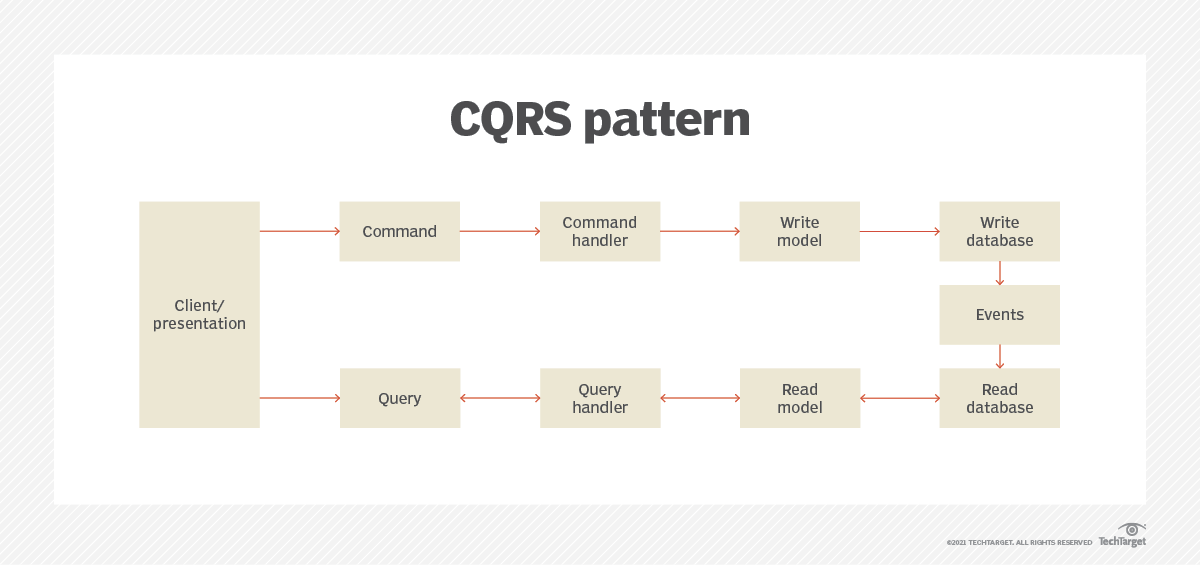 CQRS pattern
Client/
presentation
Command
Command
handler
Write
model
Write
database
Events
Query
Query
handler
Read
model
Read
database
©2021 TECHTARGET. ALL RIGHTS RESERVED
TechTarget